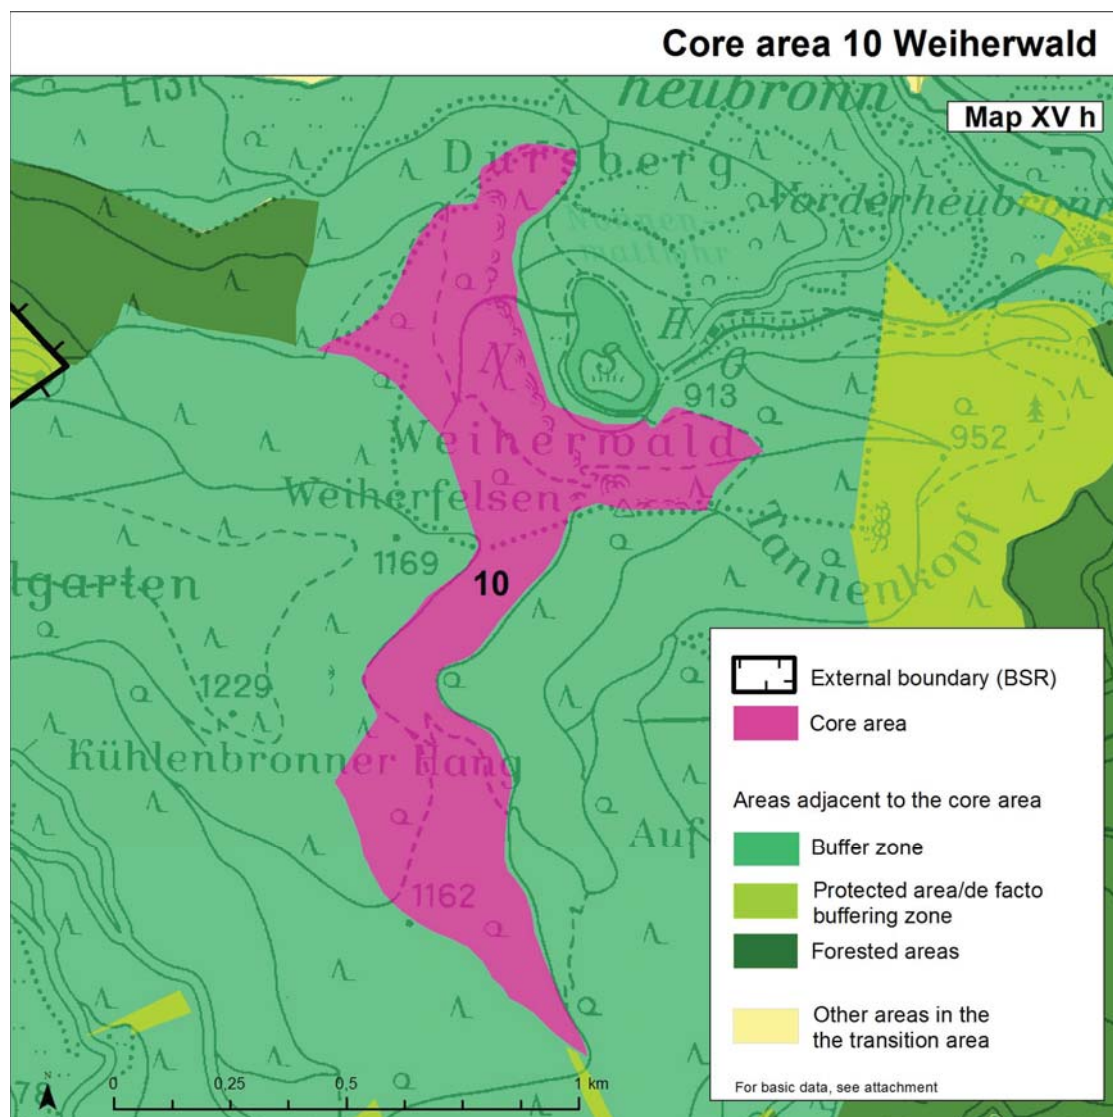 Core area 10 Weiherwald
Map XV h
heubronn
Dürsberg
Vorderheubronn
Nonnen-
mattweiher
N
S
H
G
913
Weiherwald
952
Weiherfelsen
1169
10
Tannenkopf
lgarten
1229
Kühlenbronner Hang
Auf
1162
External boundary (BSR)
Core area
Areas adjacent to the core area
Buffer zone
Protected area/de facto
buffering zone
Forested areas
Other areas in the
the transition area
For basic data, see attachment
N
0 0,25 0,5 1 km